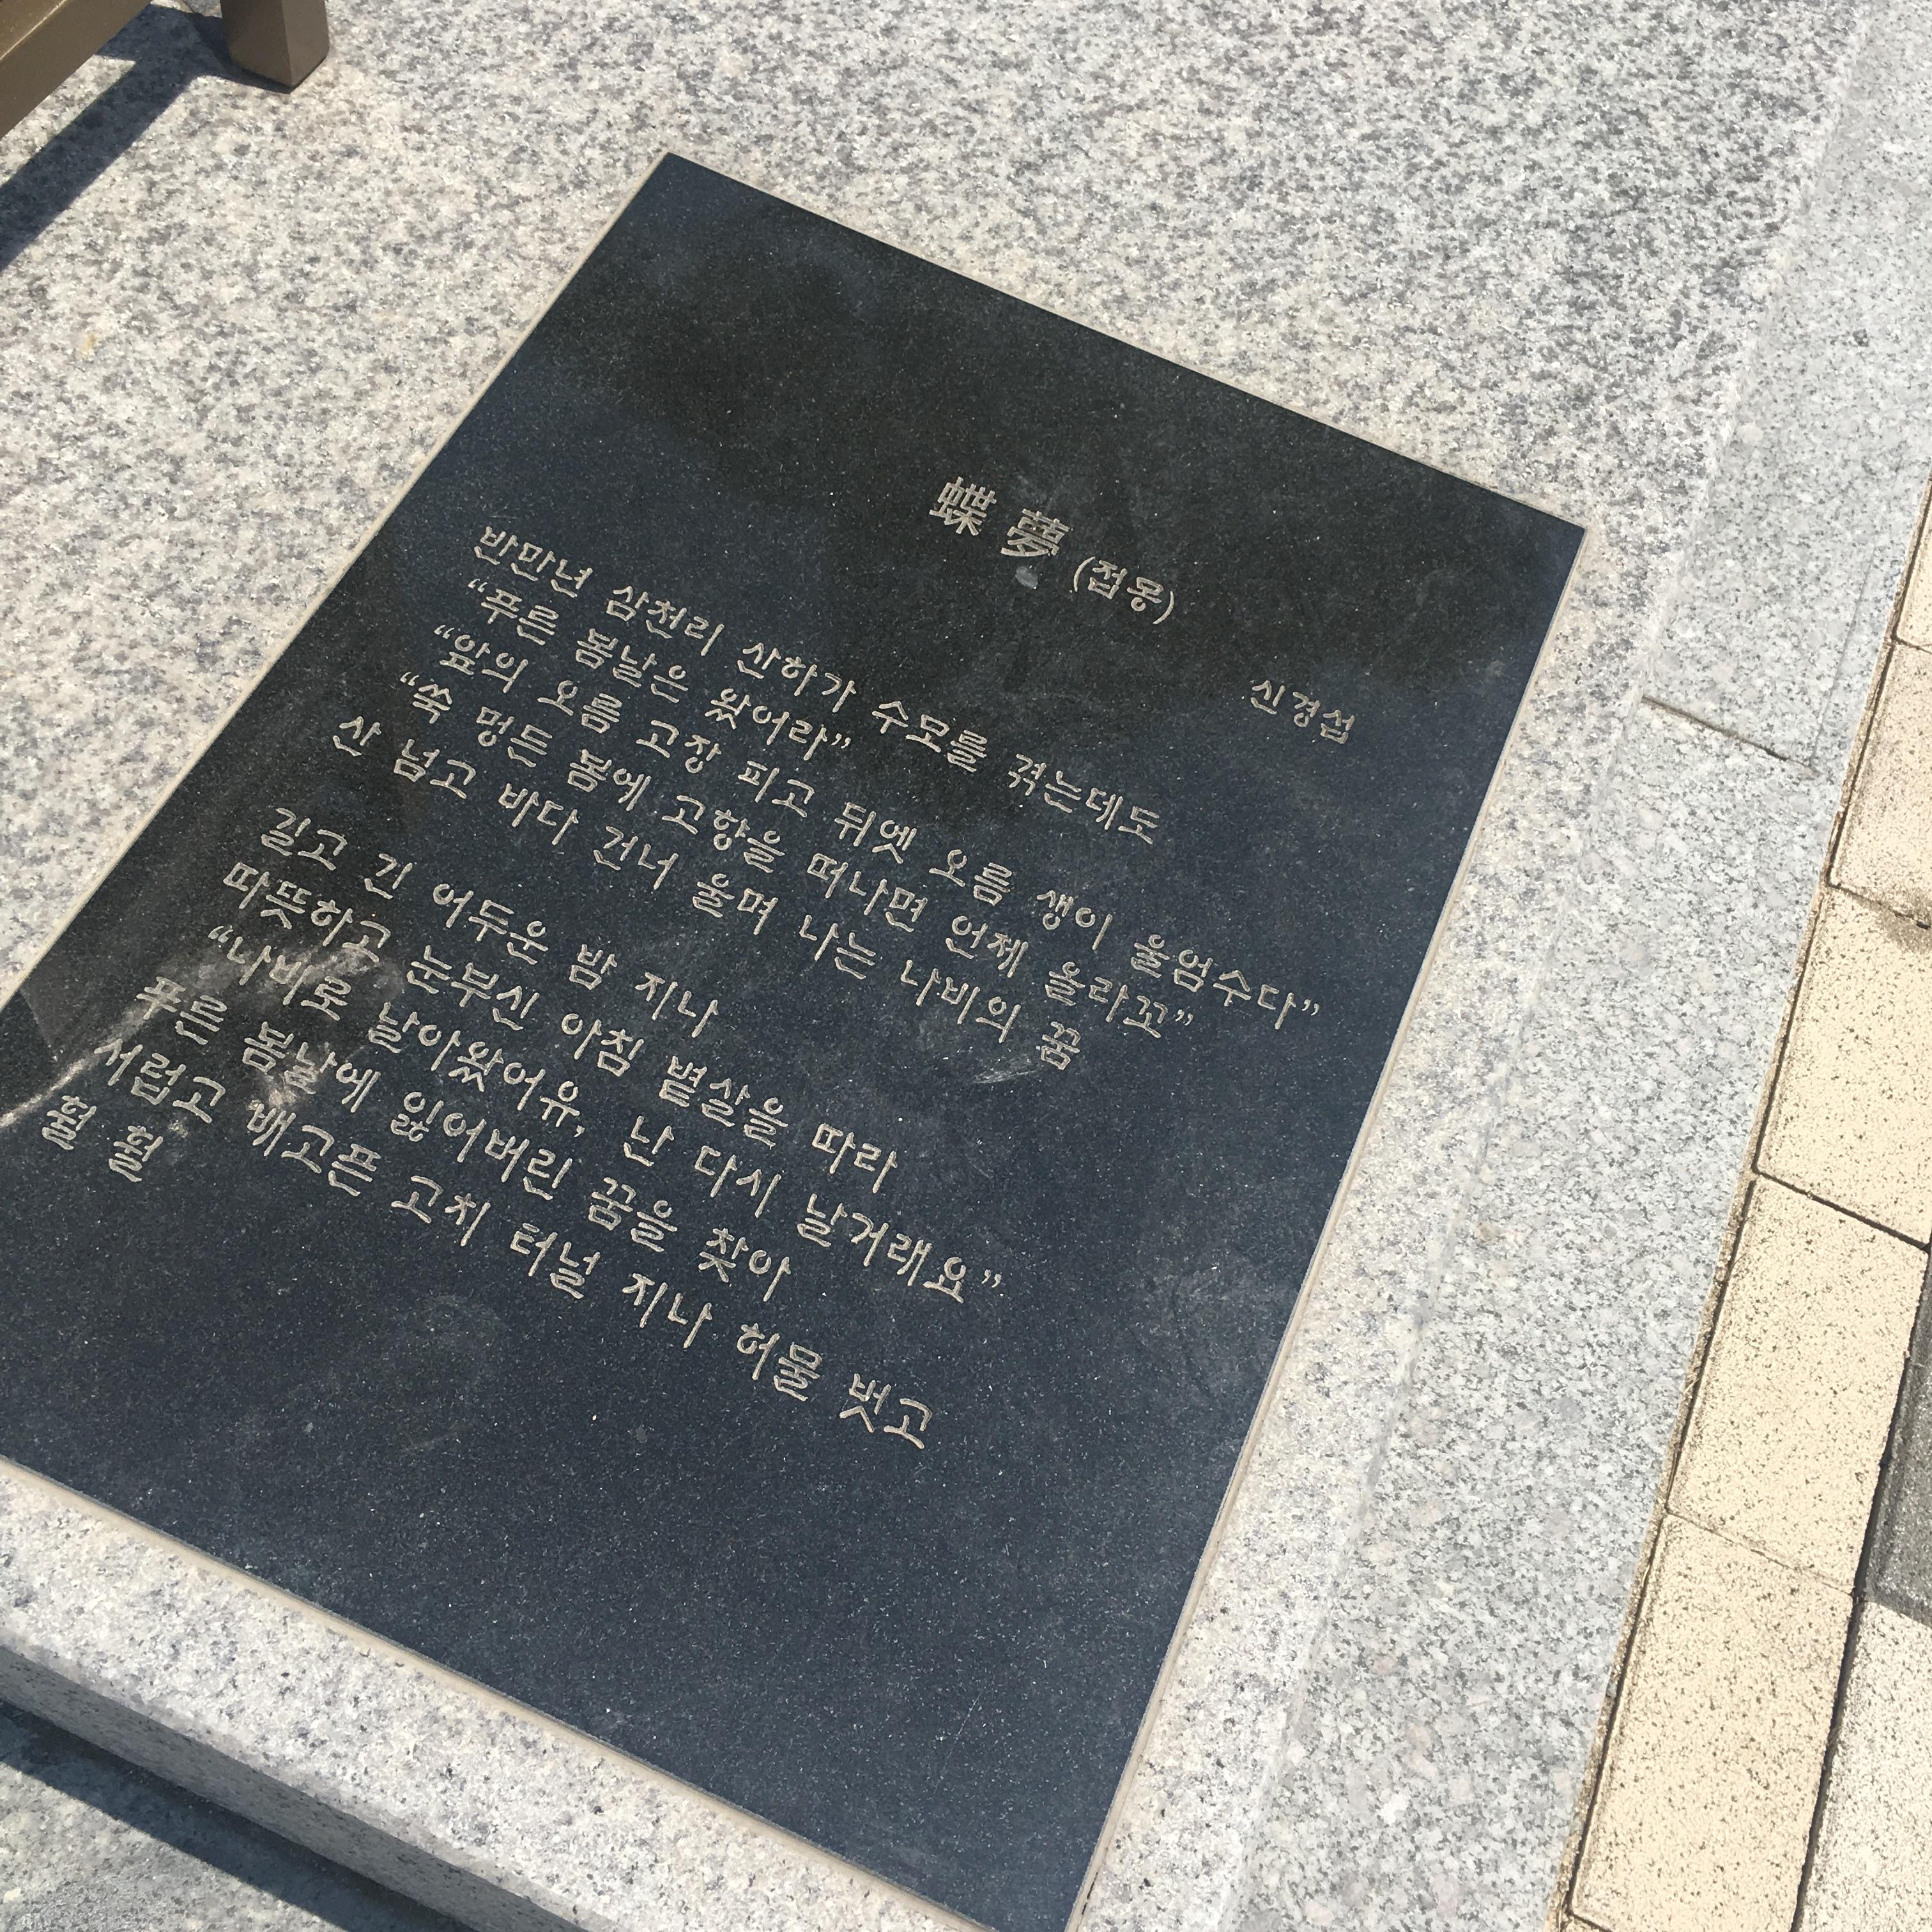 蝶夢 (접몽)
신경섭
반만년 삼천리 산하가 수모를 겪는데도
“푸른 봄날은 왔어라”
“앞의 오름 고장 피고 뒤엣 오름 생이 울엄수다”
“쑥 멍든 봄에 고향을 떠나면 언제 올라꼬”
산 넘고 바다 건너 울며 나는 나비의 꿈
길고 긴 어두운 밤 지나
따뜻하고 눈부신 아침 볕살을 따라
“나비로 날아왔어유, 난 다시 날거래요”
푸른 봄날에 잃어버린 꿈을 찾아
서럽고 배고픈 고치 터널 지나 허물 벗고
훨 훨